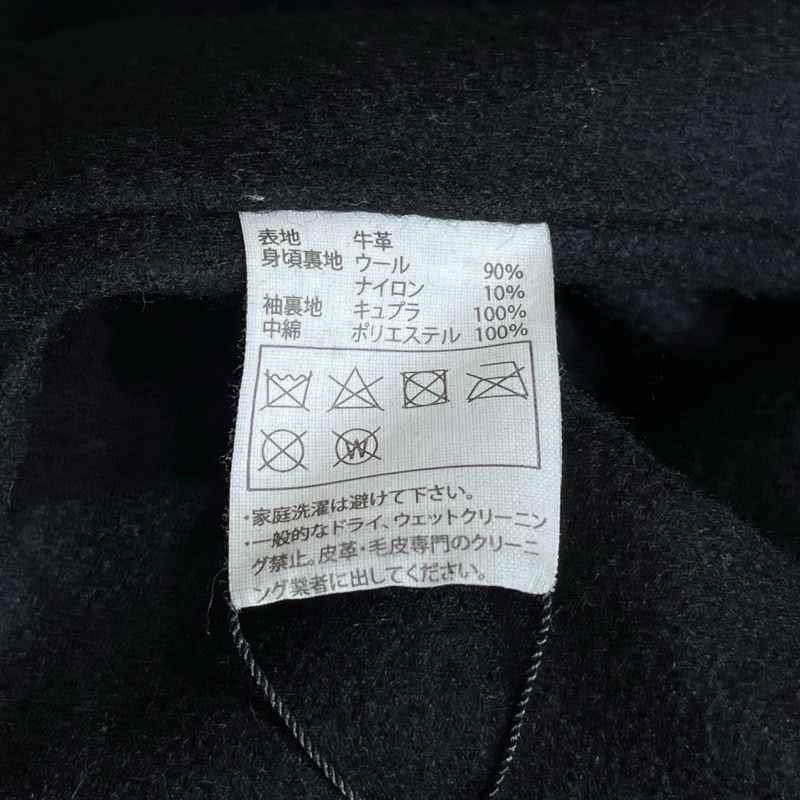 表地 牛革
身頃裏地 ウール 90%
ナイロン 10%
袖裏地 キュプラ 100%
中綿 ポリエステル 100%
W
・家庭洗濯は避けて下さい。
・一般的なドライ、ウェットクリーニン
グ禁止。皮革・毛皮専門のクリーニ
ング業者に出してください。